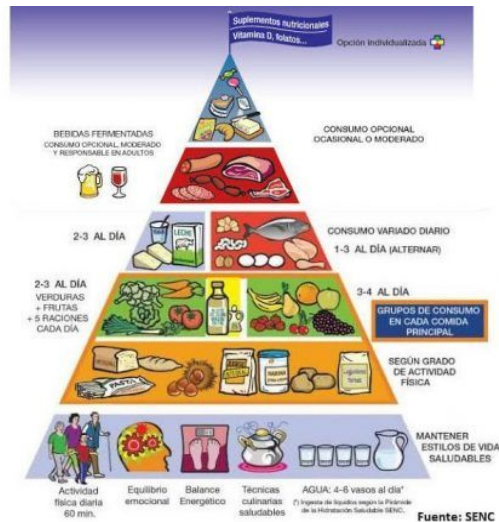 Suplementos nutricionales
Vitamina D, folatos...
Opción individualizada
BEBIDAS FERMENTADAS
CONSUMO OPCIONAL, MODERADO
Y RESPONSABLE EN ADULTOS
CONSUMO OPCIONAL
OCASIONAL O MODERADO
2-3 AL DÍA
LECHE
CONSUMO VARIADO DIARIO
1-3 AL DÍA (ALTERNAR)
2-3 AL DÍA
VERDURAS
+ FRUTAS
+ 5 RACIONES
CADA DÍA
3-4 AL DÍA
GRUPOS DE CONSUMO
EN CADA COMIDA
PRINCIPAL
PASTA
HARINA
SEGÚN GRADO
DE ACTIVIDAD
FÍSICA
MANTENER
ESTILOS DE VIDA
SALUDABLES
Actividad
física diaria
60 min.
Equilibrio
emocional
Balance
Energético
Técnicas
culinarias
saludables
AGUA: 4-6 vasos al día*
(*) Ingesta de líquidos según la Pirámide
de la Hidratación Saludable SENC.
Fuente: SENC